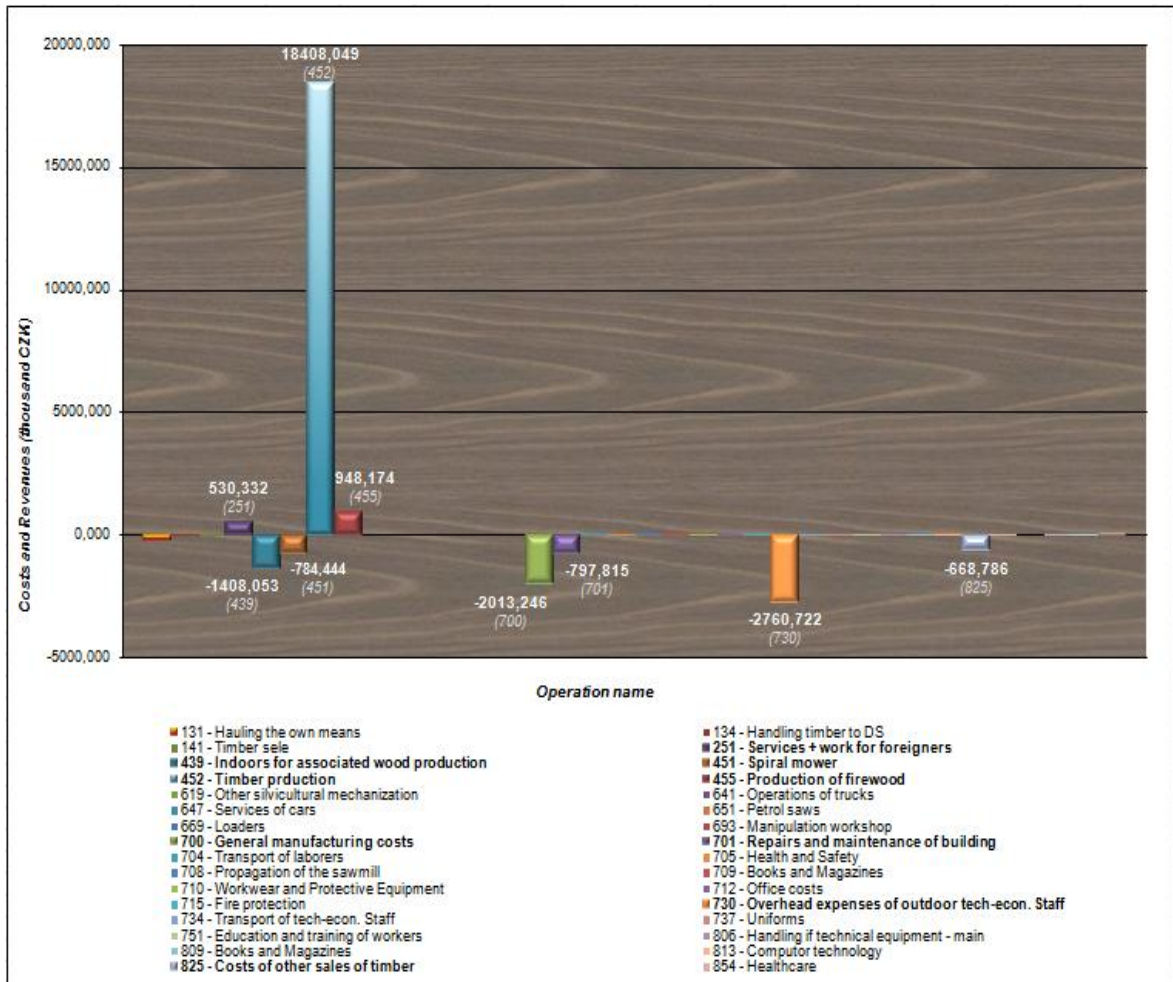 20000,000
15000,000
10000,000
5000,000
0,000
-5000,000
Costs and Revenues (thousand CZK)
18408,049
(452)
530,332
(251)
948,174
(455)
-1408,053
(439)
-784,444
(451)
-2013,246
(700)
-797,815
(701)
-2760,722
(730)
-668,786
(825)
Operation name
131 - Hauling the own means
141 - Timber sele
439 - Indoors for associated wood production
452 - Timber prduction
619 - Other silvicultural mechanization
647 - Services of cars
669 - Loaders
700 - General manufacturing costs
704 - Transport of laborers
708 - Propagation of the sawmill
710 - Workwear and Protective Equipment
715 - Fire protection
734 - Transport of tech-econ. Staff
751 - Education and training of workers
809 - Books and Magazines
825 - Costs of other sales of timber
134 - Handling timber to DS
251 - Services + work for foreigners
451 - Spiral mower
455 - Production of firewood
641 - Operations of trucks
651 - Petrol saws
693 - Manipulation workshop
701 - Repairs and maintenance of building
705 - Health and Safety
709 - Books and Magazines
712 - Office costs
730 - Overhead expenses of outdoor tech-econ. Staff
737 - Uniforms
806 - Handling if technical equipment - main
813 - Computor technology
854 - Healthcare